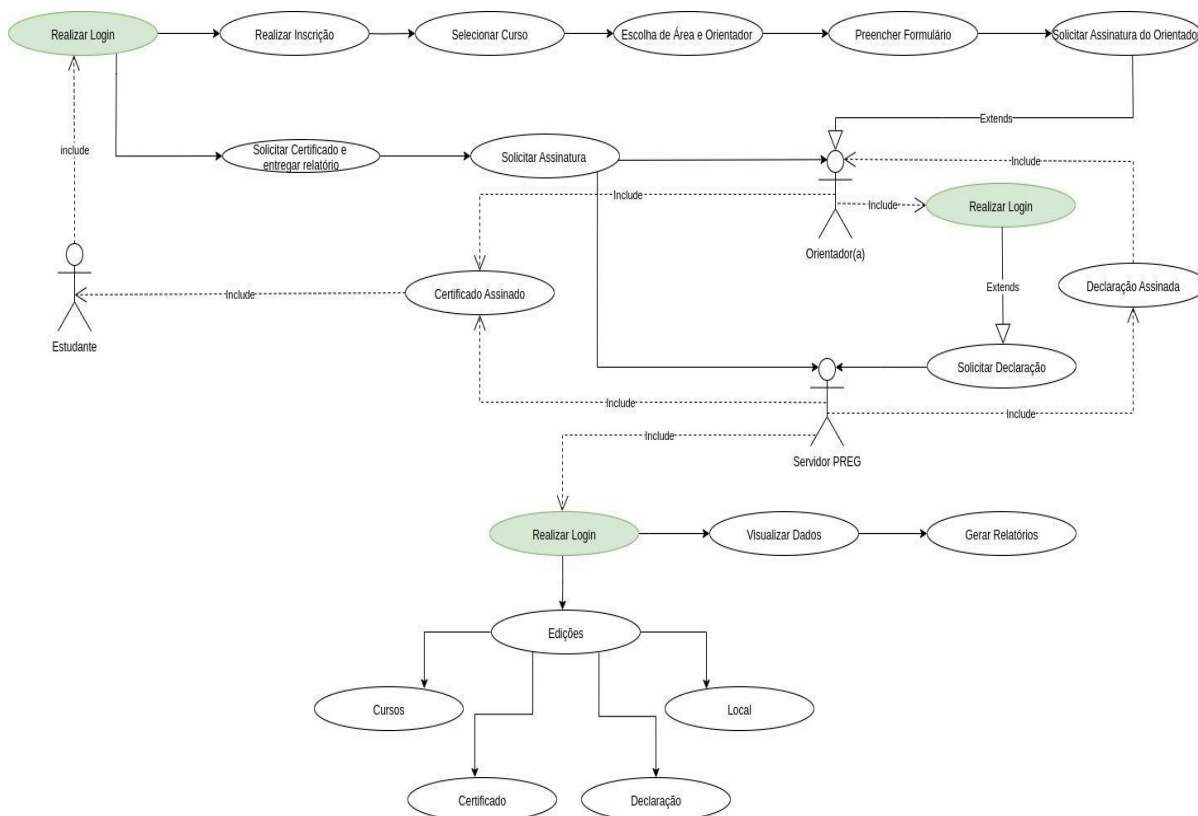 Realizar Login
Realizar Inscrição
Selecionar Curso
Escolha de Área e Orientador
Preencher Formulário
Solicitar Assinatura do Orientador
Extends
include
Solicitar Certificado e
entregar relatório
Solicitar Assinatura
Include
Include
Include
Realizar Login
Orientador(a)
Include
Certificado Assinado
Extends
Declaração Assinada
Estudante
Solicitar Declaração
Include
Include
Include
Servidor PREG
Realizar Login
Visualizar Dados
Gerar Relatórios
Edições
Cursos
Local
Certificado
Declaração